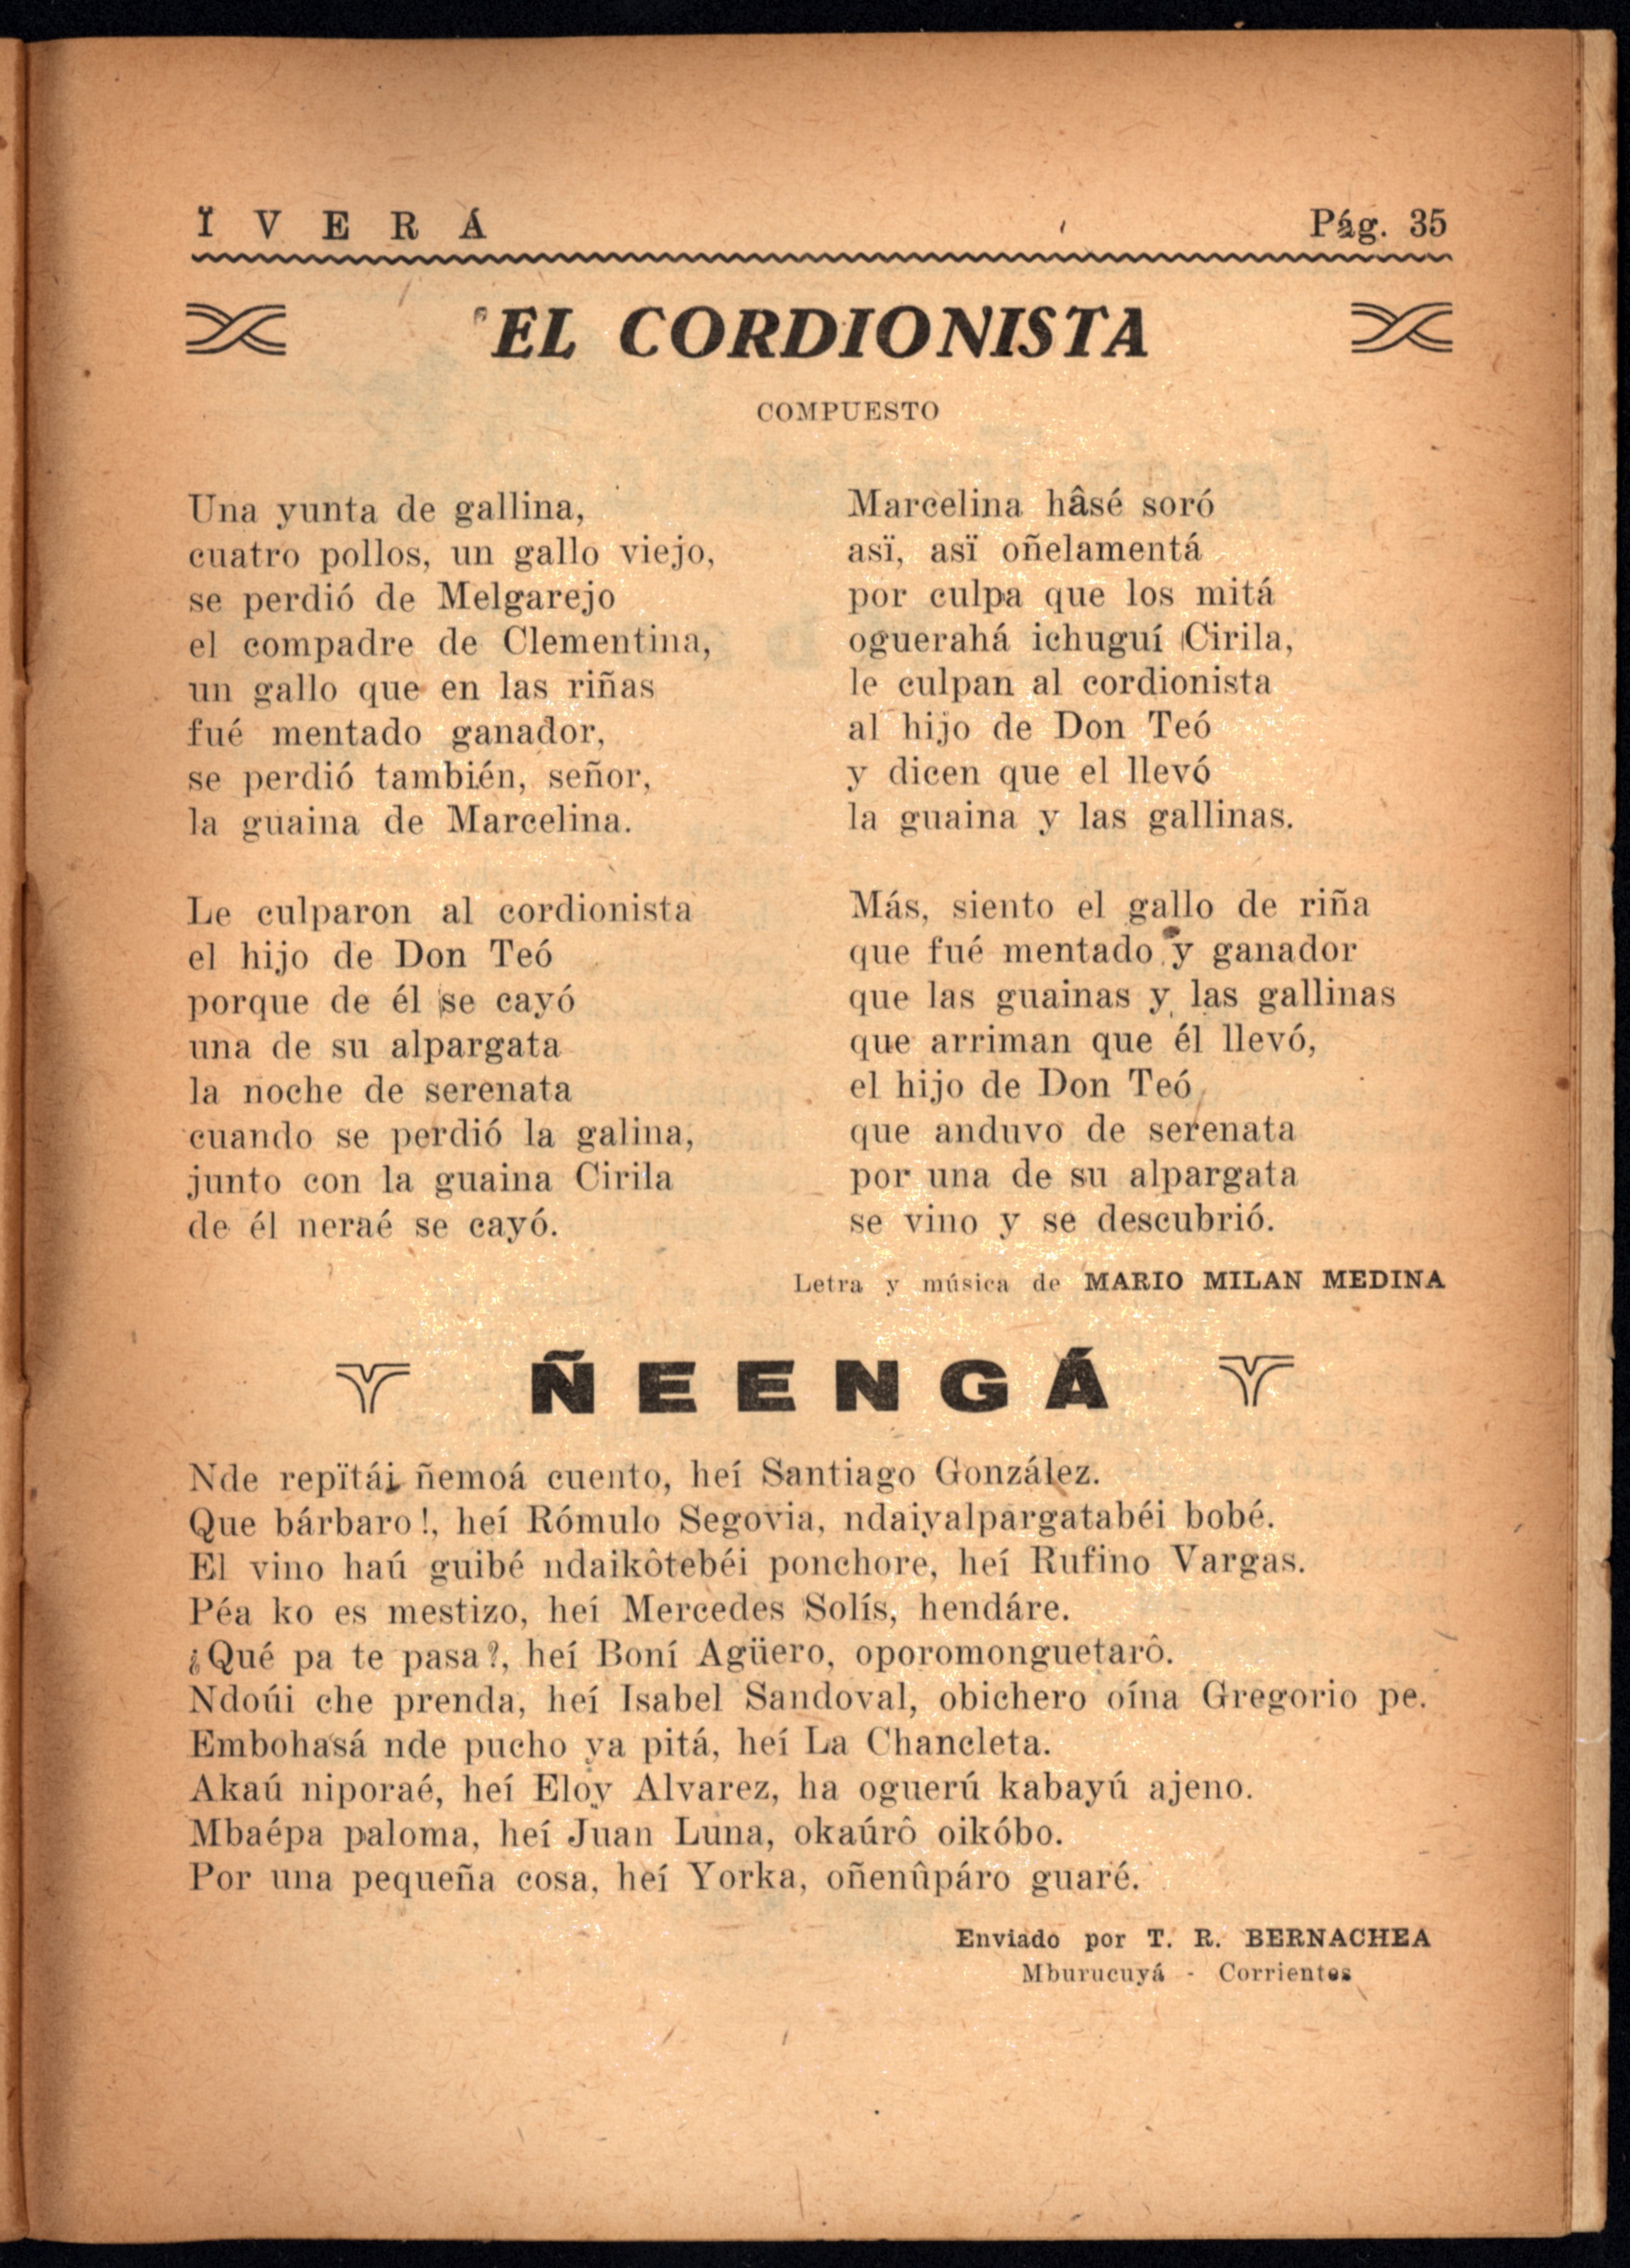 Ï V E R Á
Pág. 35
EL CORDIONISTA
COMPUESTO
Una yunta de gallina,
cuatro pollos, un gallo viejo,
se perdió de Melgarejo
el compadre de Clementina,
un gallo que en las riñas
fué mentado ganador,
se perdió también, señor,
la guaina de Marcelina.
Le culparon al cordionista
el hijo de Don Teó
porque de él se cayó
una de su alpargata
la noche de serenata
cuando se perdió la galina,
junto con la guaina Cirila
de él neraé se cayó.
Marcelina hâsé soró
asï, asï oñelamentá
por culpa que los mitá
oguerahá ichuguí Cirila,
le culpan al cordionista
al hijo de Don Teó
y dicen que el llevó
la guaina y las gallinas.
Más, siento el gallo de riña
que fué mentado y ganador
que las guainas y las gallinas
que arriman que él llevó,
el hijo de Don Teó
que anduvo de serenata
por una de su alpargata
se vino y se descubrió.
Letra y música de MARIO MILAN MEDINA
ÑEENGÁ
Nde repïtái ñemoá cuento, heí Santiago González.
Que bárbaro!, heí Rómulo Segovia, ndaiyalpargatabéi bobé.
El vino haú guibé ndaikôtebéi ponchore, heí Rufino Vargas.
Péa ko es mestizo, heí Mercedes Solís, hendáre.
¿Qué pa te pasa?, heí Boní Agüero, oporomonguetarô.
Ndoúi che prenda, heí Isabel Sandoval, obichero oína Gregorio pe.
Embohasá nde pucho ya pitá, heí La Chancleta.
Akaú niporaé, heí Eloy Alvarez, ha oguerú kabayú ajeno.
Mbaépa paloma, heí Juan Luna, okaúrô oikóbo.
Por una pequeña cosa, heí Yorka, oñenûpáro guaré.
Enviado por T. R. BERNACHEA
Mburucuyá - Corrientes